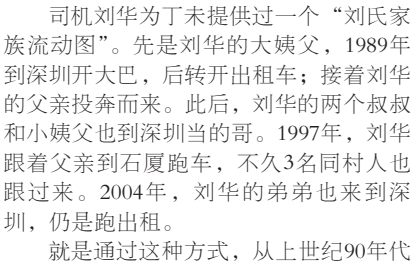 司机刘华为丁未提供过一个“刘氏家
族流动图”。先是刘华的大姨父，1989年
到深圳开大巴，后转开出租车；接着刘华
的父亲投奔而来。此后，刘华的两个叔叔
和小姨父也到深圳当的哥。1997年，刘华
跟着父亲到石厦跑车，不久3名同村人也
跟过来。2004年，刘华的弟弟也来到深
圳，仍是跑出租。
就是通过这种方式，从上世纪90年代